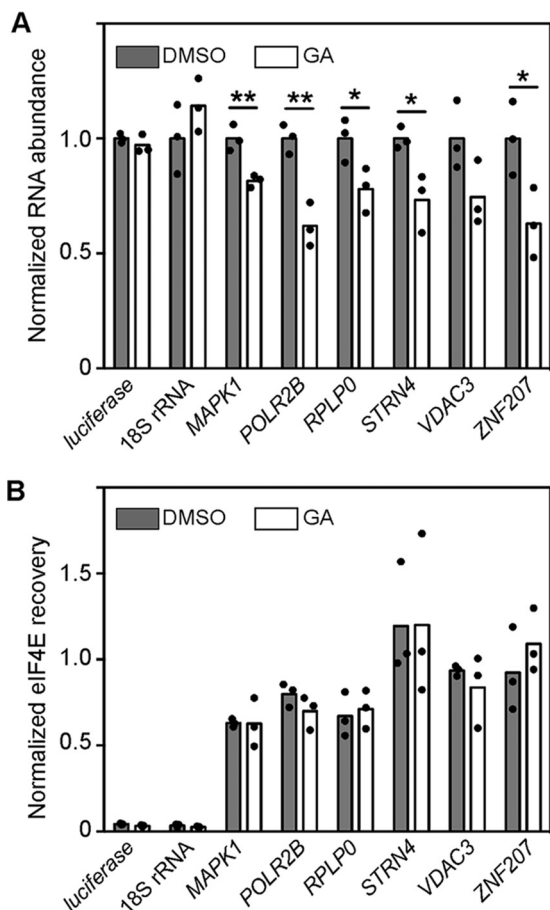 A
DMSO GA
Normalized RNA abundance
1.0
0.5
0
** ** * * *
luciferase 18S rRNA MAPK1 POLR2B RPLP0 STRN4 VDAC3 ZNF207
B
DMSO GA
Normalized eIF4E recovery
1.5
1.0
0.5
0
luciferase 18S rRNA MAPK1 POLR2B RPLP0 STRN4 VDAC3 ZNF207